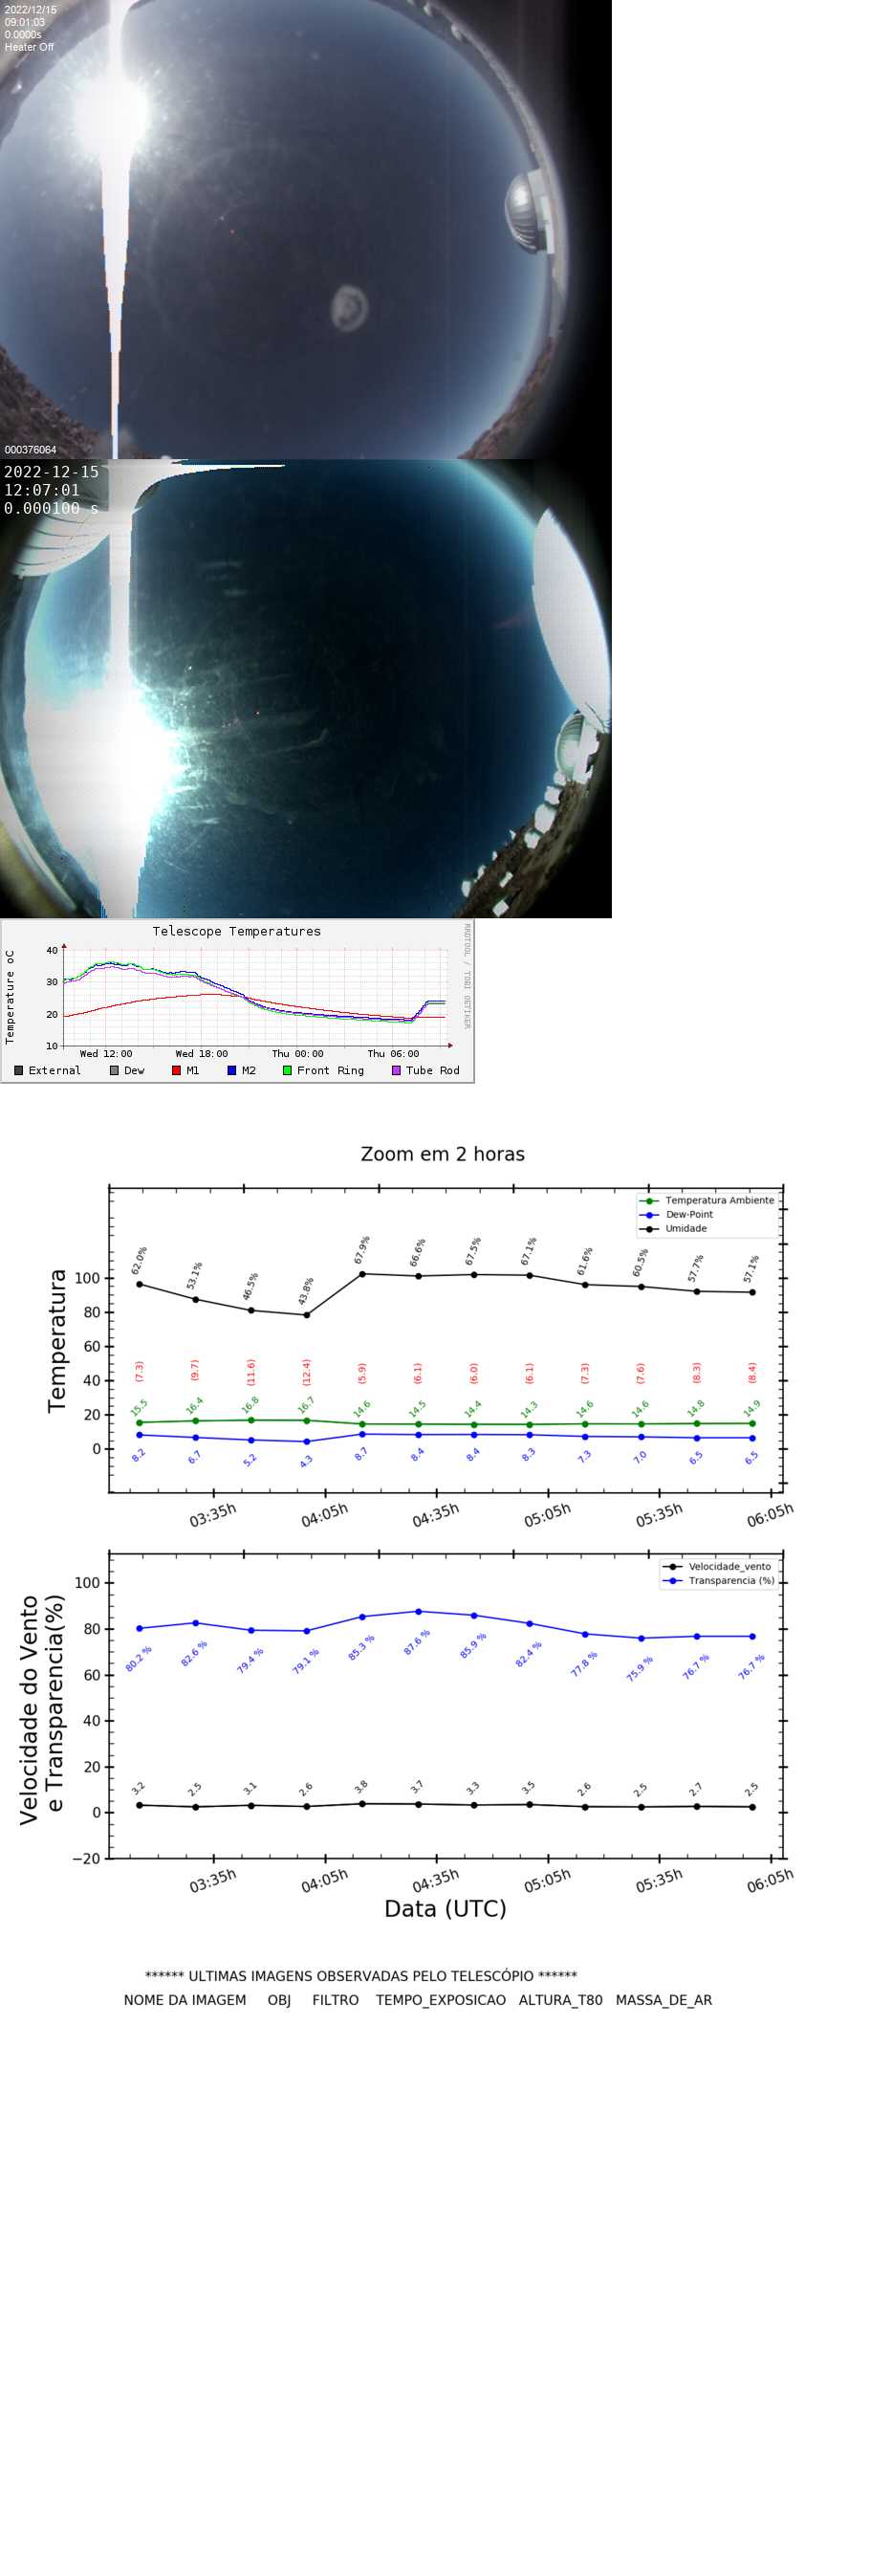 2022/12/15
09:01:03
0.0000s
Heater Off
000376064
2022-12-15
12:07:01
0.000100 s
Telescope Temperatures
RRDTOOL / TOBI OETIKER
Temperature oC
40
30
20
10
Wed 12:00 Wed 18:00 Thu 00:00 Thu 06:00
External Dew M1 M2 Front Ring Tube Rod
Zoom em 2 horas
Temperatura Ambiente
Dew-Point
Umidade
Temperatura
100
80
60
40
20
0
62.0% 53.1% 46.5% 43.8% 67.9% 66.6% 67.5% 67.1% 61.6% 60.5% 57.7% 57.1%
(7.3) (9.7) (11.6) (12.4) (5.9) (6.1) (6.0) (6.1) (7.3) (7.6) (8.3) (8.4)
15.5 16.4 16.8 16.7 14.6 14.5 14.4 14.3 14.6 14.6 14.8 14.9
8.2 6.7 5.2 4.3 8.7 8.4 8.4 8.3 7.3 7.0 6.5 6.5
03:35h 04:05h 04:35h 05:05h 05:35h 06:05h
Velocidade_vento
Transparencia (%)
Velocidade do Vento
e Transparencia(%)
100
80
60
40
20
0
−20
80.2 % 82.6 % 79.4 % 79.1 % 85.3 % 87.6 % 85.9 % 82.4 % 77.8 % 75.9 % 76.7 % 76.7 %
3.2 2.5 3.1 2.6 3.8 3.7 3.3 3.5 2.6 2.5 2.7 2.5
03:35h 04:05h 04:35h 05:05h 05:35h 06:05h
Data (UTC)
****** ULTIMAS IMAGENS OBSERVADAS PELO TELESCÓPIO ******
NOME DA IMAGEM OBJ FILTRO TEMPO_EXPOSICAO ALTURA_T80 MASSA_DE_AR